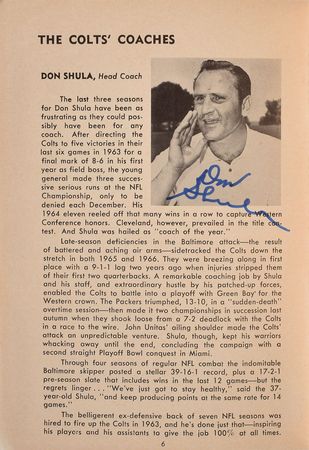 THE COLTS' COACHES
DON SHULA, Head Coach
The last three seasons
for Don Shula have been as
frustrating as they could pos-
sibly have been for any
coach. After directing the
Colts to five victories in their
last six games in 1963 for a
final mark of 8-6 in his first
year as field boss, the young
general made three succes-
sive serious runs at the NFL
Championship, only to be
denied each December. His
1964 eleven reeled off that many wins in a row to capture Western
Conference honors. Cleveland, however, prevailed in the title con-
test. And Shula was hailed as "coach of the year."
Don
Shula
Late-season deficiencies in the Baltimore attack—the result
of battered and aching arms—sidetracked the Colts down the
stretch in both 1965 and 1966. They were breezing along in first
place with a 9-1-1 log two years ago when injuries stripped them
of their first two quarterbacks. A remarkable coaching job by Shula
and his staff, and extraordinary hustle by his patched-up forces,
enabled the Colts to battle into a playoff with Green Bay for the
Western crown. The Packers triumphed, 13-10, in a "sudden-death"
overtime session—then made it two championships in succession last
autumn when they shook loose from a 7-2 deadlock with the Colts
in a race to the wire. John Unitas' ailing shoulder made the Colts'
attack an unpredictable venture. Shula, though, kept his warriors
whacking away until the end, concluding the campaign with a
second straight Playoff Bowl conquest in Miami.
Through four seasons of regular NFL combat the indomitable
Baltimore skipper posted a stellar 39-16-1 record, plus a 17-2-1
pre-season slate that includes wins in the last 12 games—but the
regrets linger. . . "We've just got to stay healthy," said the 37-
year-old Shula, "and keep producing points at the same rate for 14
games."
The belligerent ex-defensive back of seven NFL seasons was
hired to fire up the Colts in 1963, and he's done just that—inspiring
his players and his assistants to give the job 100% at all times.
6